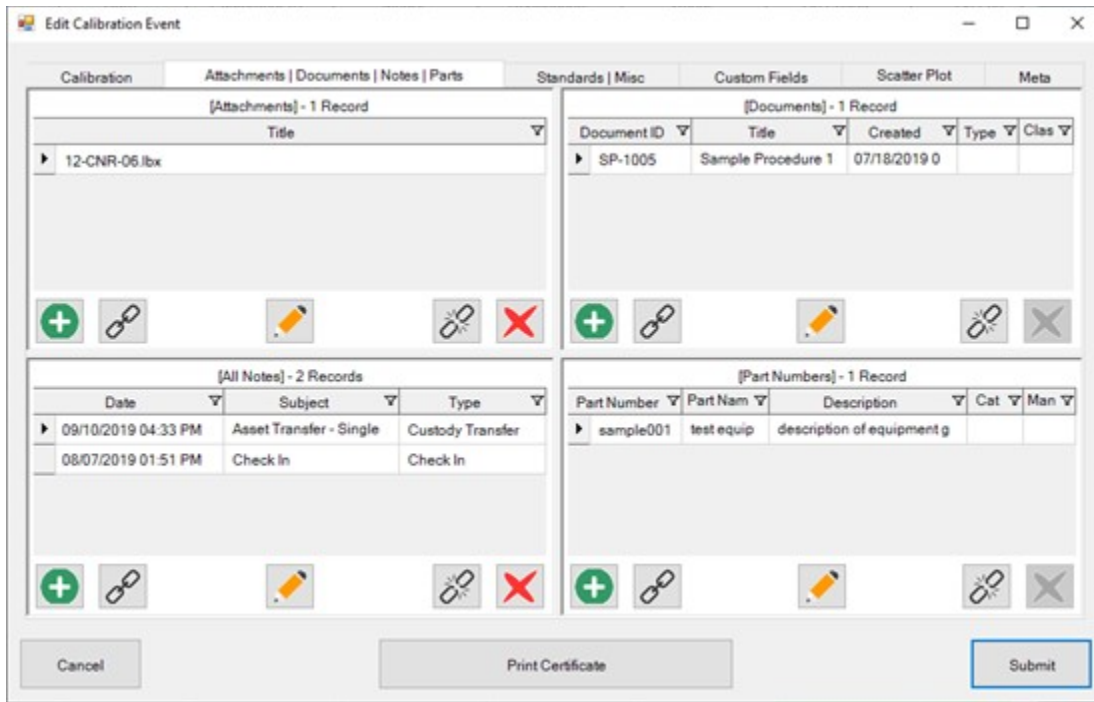 Edit Calibration Event
Calibration Attachments | Documents | Notes | Parts Standards | Misc Custom Fields Scatter Plot Meta
[Attachments] - 1 Record
Title
12-CNR-06.lbx
[Documents] - 1 Record
Document ID Title Created Type Clas
SP-1005 Sample Procedure 1 07/18/2019 0
[All Notes] - 2 Records
Date Subject Type
09/10/2019 04:33 PM Asset Transfer - Single Custody Transfer
08/07/2019 01:51 PM Check In Check In
[Part Numbers] - 1 Record
Part Number Part Nam Description Cat Man
sample001 test equip description of equipment g
Cancel Print Certificate Submit